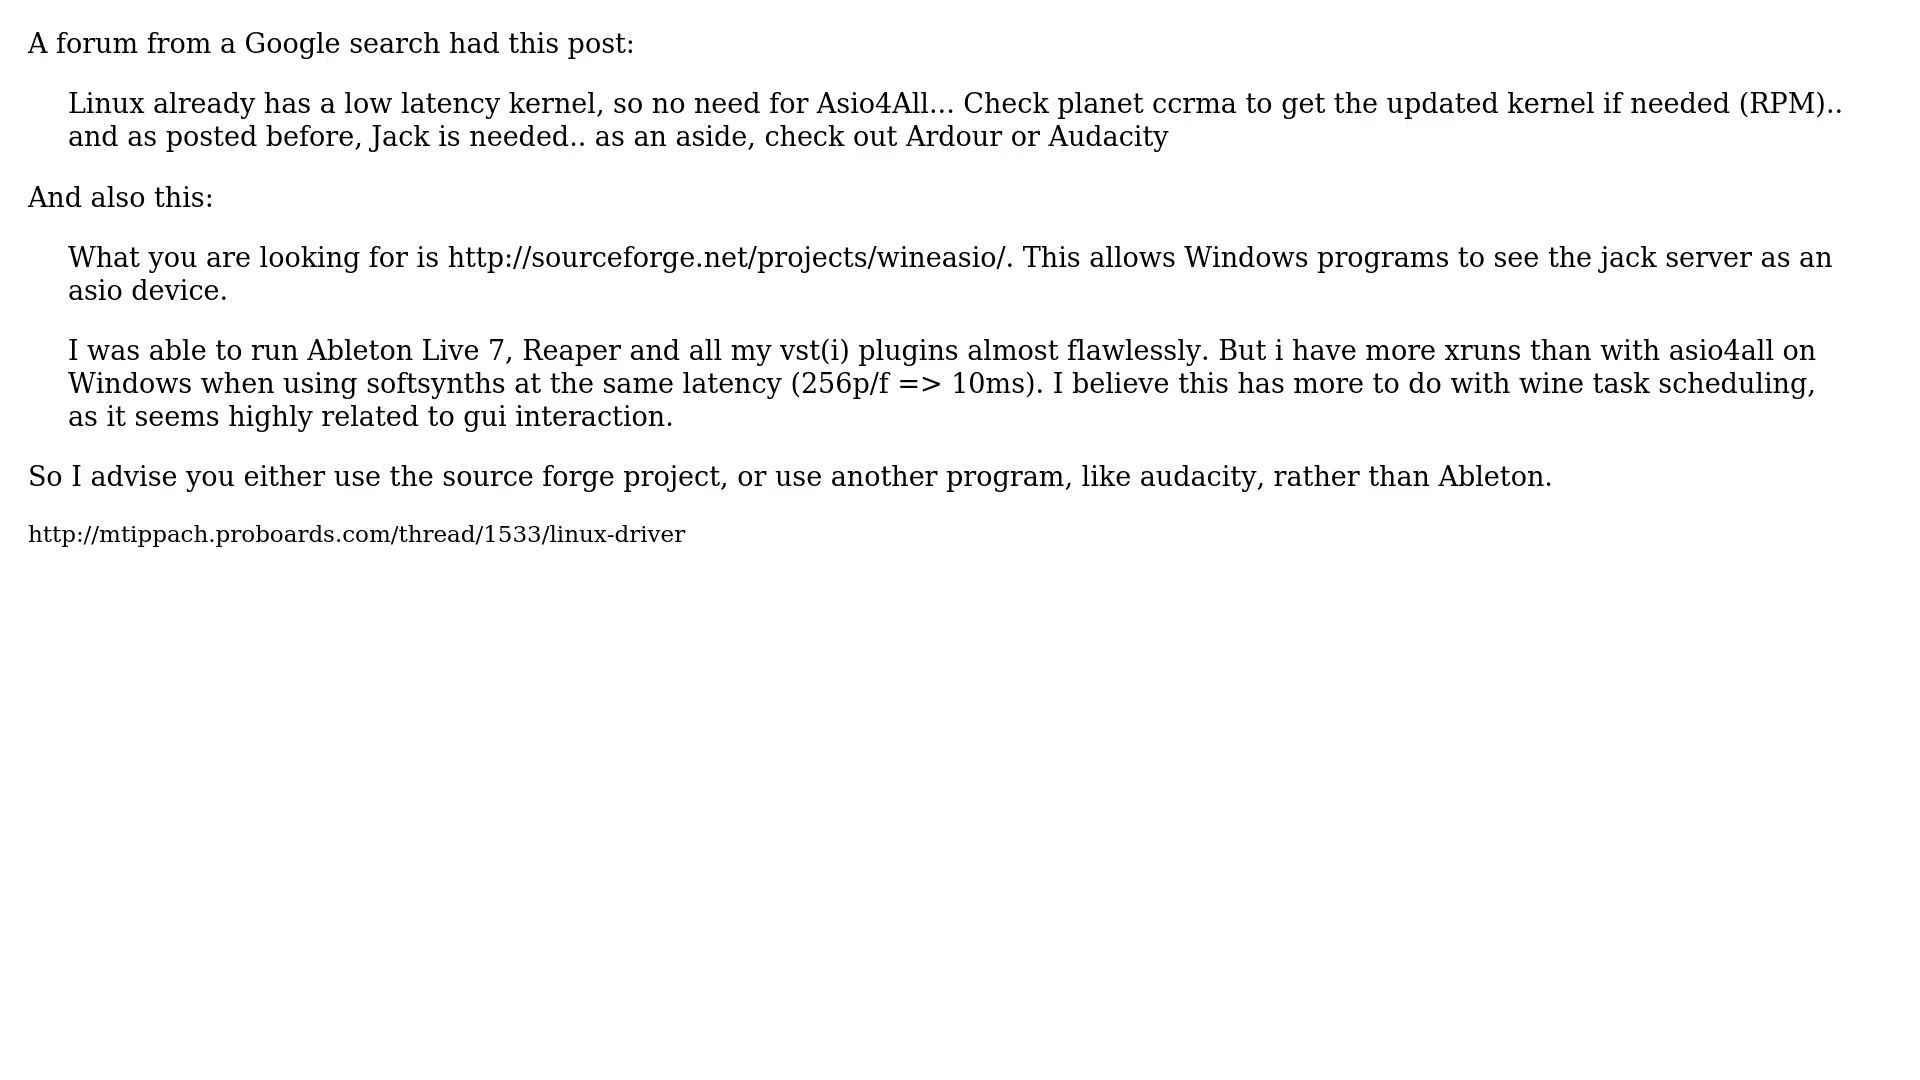 A forum from a Google search had this post:
Linux already has a low latency kernel, so no need for Asio4All... Check planet ccrma to get the updated kernel if needed (RPM)..
and as posted before, Jack is needed.. as an aside, check out Ardour or Audacity
And also this:
What you are looking for is http://sourceforge.net/projects/wineasio/. This allows Windows programs to see the jack server as an
asio device.
I was able to run Ableton Live 7, Reaper and all my vst(i) plugins almost flawlessly. But i have more xruns than with asio4all on
Windows when using softsynths at the same latency (256p/f => 10ms). I believe this has more to do with wine task scheduling,
as it seems highly related to gui interaction.
So I advise you either use the source forge project, or use another program, like audacity, rather than Ableton.
http://mtippach.proboards.com/thread/1533/linux-driver